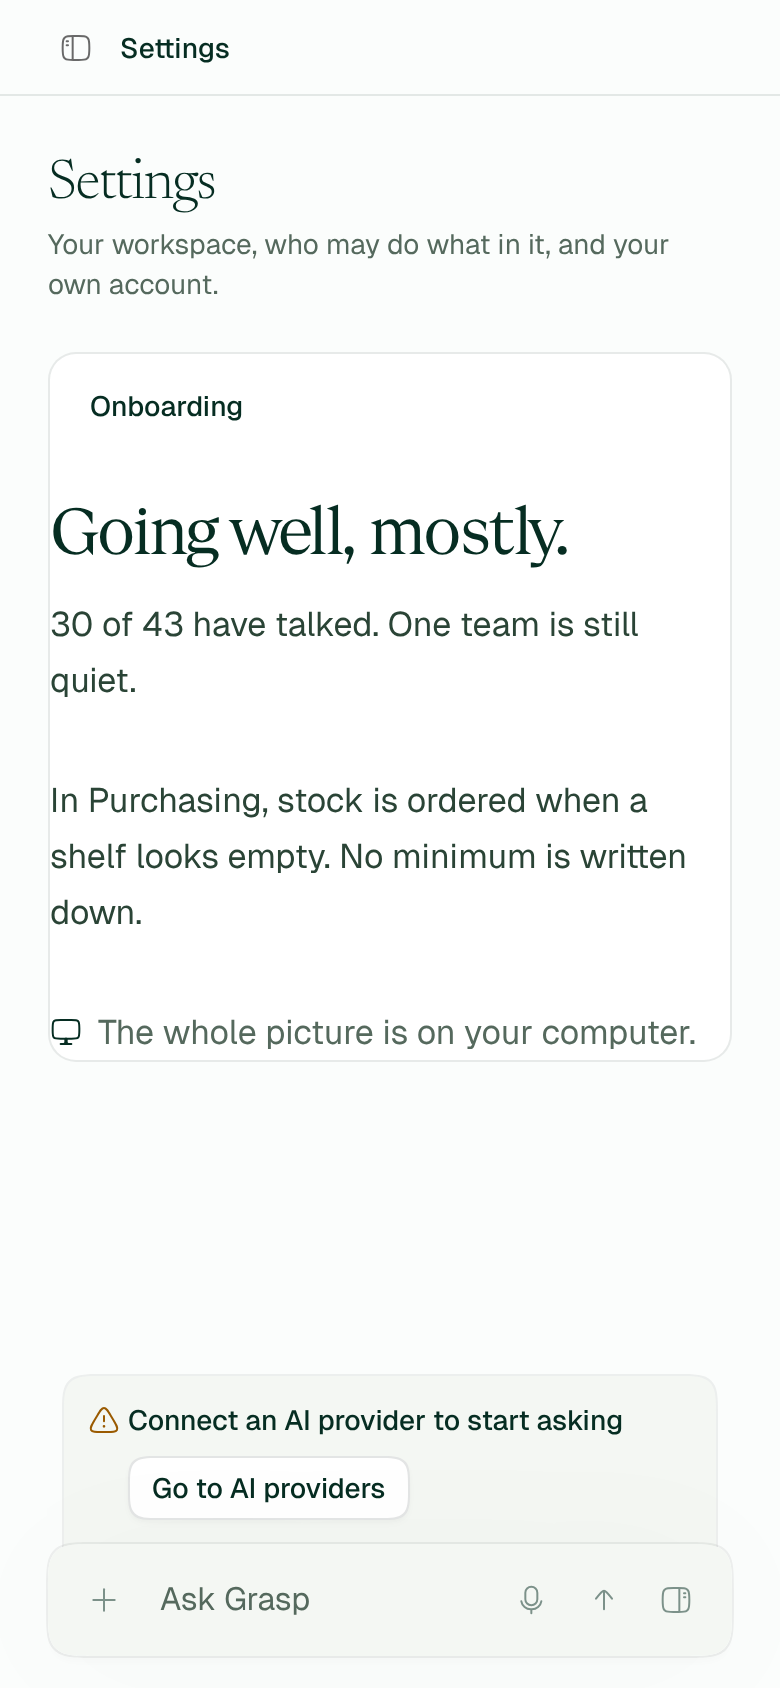 Settings
Settings
Your workspace, who may do what in it, and your
own account.
Onboarding
Going well, mostly.
30 of 43 have talked. One team is still
quiet.
In Purchasing, stock is ordered when a
shelf looks empty. No minimum is written
down.
The whole picture is on your computer.
Connect an AI provider to start asking
Go to AI providers
Ask Grasp